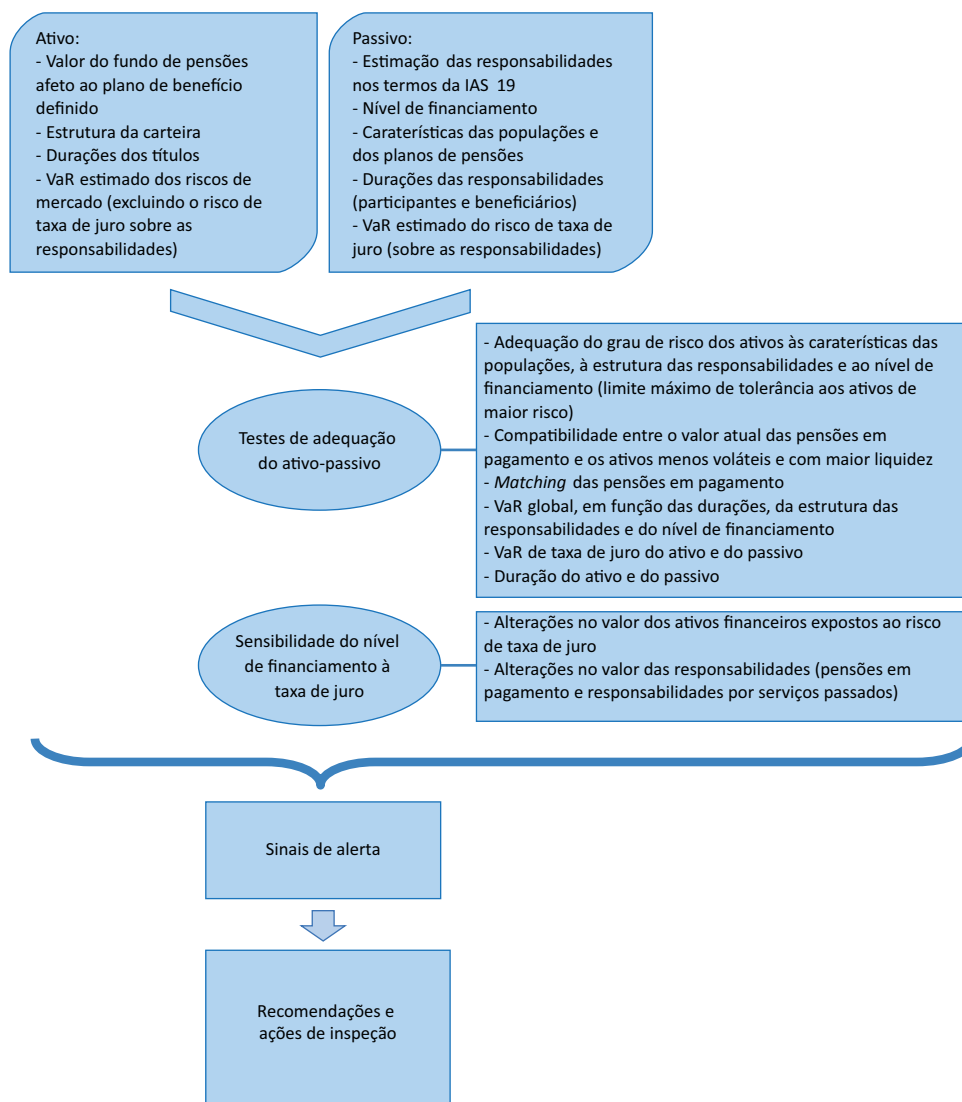 Ativo:
- Valor do fundo de pensões
afeto ao plano de benefício
definido
- Estrutura da carteira
- Durações dos títulos
- VaR estimado dos riscos de
mercado (excluindo o risco de
taxa de juro sobre as
responsabilidades)
Passivo:
- Estimação das responsabilidades
nos termos da IAS 19
- Nível de financiamento
- Caraterísticas das populações e
dos planos de pensões
- Durações das responsabilidades
(participantes e beneficiários)
- VaR estimado do risco de taxa de
juro (sobre as responsabilidades)
Testes de adequação
do ativo-passivo
- Adequação do grau de risco dos ativos às caraterísticas das
populações, à estrutura das responsabilidades e ao nível de
financiamento (limite máximo de tolerância aos ativos de
maior risco)
- Compatibilidade entre o valor atual das pensões em
pagamento e os ativos menos voláteis e com maior liquidez
- Matching das pensões em pagamento
- VaR global, em função das durações, da estrutura das
responsabilidades e do nível de financiamento
- VaR de taxa de juro do ativo e do passivo
- Duração do ativo e do passivo
Sensibilidade do nível
de financiamento à
taxa de juro
- Alterações no valor dos ativos financeiros expostos ao risco
de taxa de juro
- Alterações no valor das responsabilidades (pensões em
pagamento e responsabilidades por serviços passados)
Sinais de alerta
Recomendações e
ações de inspeção